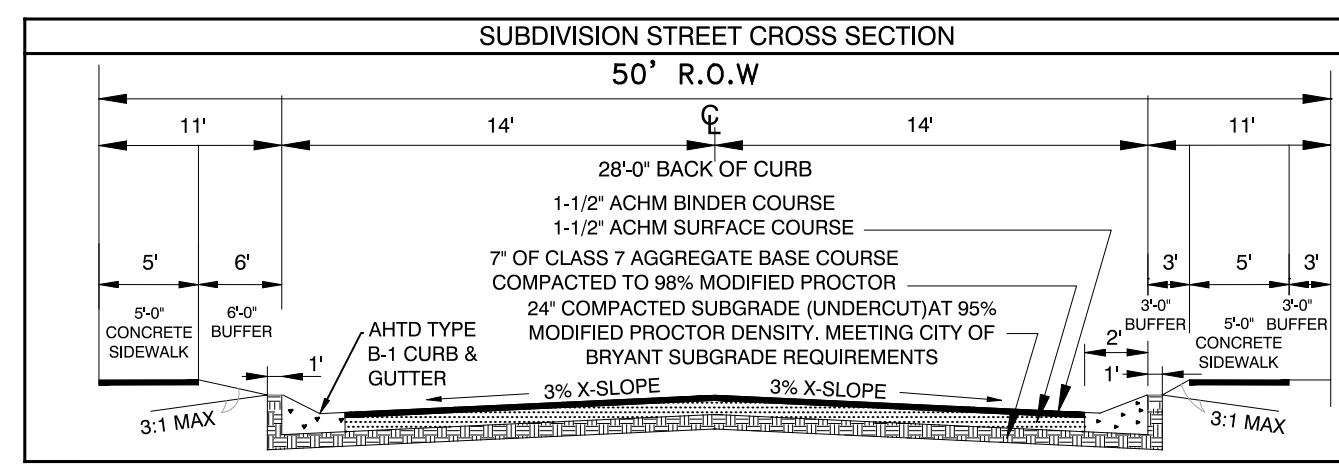 SUBDIVISION STREET CROSS SECTION
50' R.O.W
11' 14' ℄ 14' 11'
28'-0" BACK OF CURB
1-1/2" ACHM BINDER COURSE
1-1/2" ACHM SURFACE COURSE
7" OF CLASS 7 AGGREGATE BASE COURSE
COMPACTED TO 98% MODIFIED PROCTOR
24" COMPACTED SUBGRADE (UNDERCUT)AT 95%
MODIFIED PROCTOR DENSITY. MEETING CITY OF
BRYANT SUBGRADE REQUIREMENTS
5' 6'
5'-0"
CONCRETE
SIDEWALK
6'-0"
BUFFER
1'
AHTD TYPE
B-1 CURB &
GUTTER
3' 5' 3'
3'-0"
BUFFER
5'-0"
CONCRETE
SIDEWALK
3'-0"
BUFFER
2'
1'
3% X-SLOPE 3% X-SLOPE
3:1 MAX 3:1 MAX